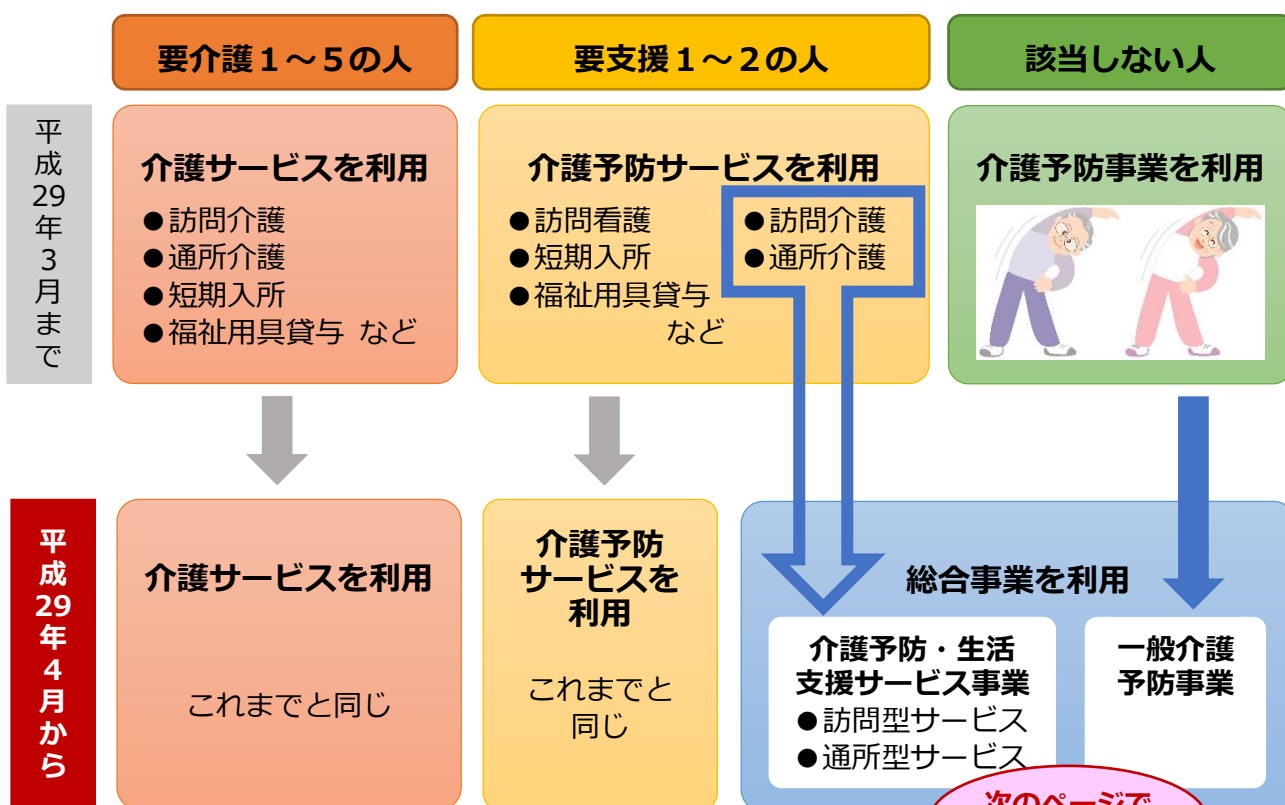 要介護１～５の人
要支援１～２の人
該当しない人
平成29年3月まで
介護サービスを利用
●訪問介護
●通所介護
●短期入所
●福祉用具貸与 など
介護予防サービスを利用
●訪問看護
●短期入所
●福祉用具貸与
など
●訪問介護
●通所介護
介護予防事業を利用
平成29年4月から
介護サービスを利用
これまでと同じ
介護予防
サービスを
利用
これまでと
同じ
総合事業を利用
介護予防・生活
支援サービス事業
●訪問型サービス
●通所型サービス
一般介護
予防事業
次のページで